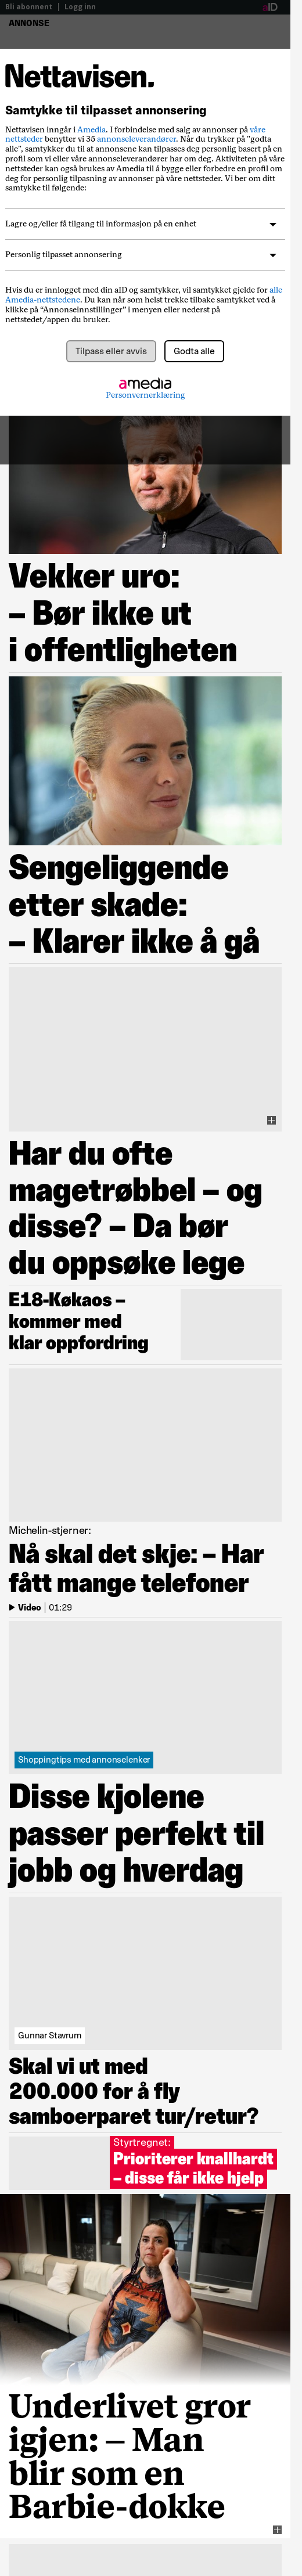 Bli abonnent | Logg inn
aID
ANNONSE
Nettavisen.
Samtykke til tilpasset annonsering
Nettavisen inngår i Amedia. I forbindelse med salg av annonser på våre
nettsteder benytter vi 35 annonseleverandører. Når du trykker på "godta
alle", samtykker du til at annonsene kan tilpasses deg personlig basert på en
profil som vi eller våre annonseleverandører har om deg. Aktiviteten på våre
nettsteder kan også brukes av Amedia til å bygge eller forbedre en profil om
deg for personlig tilpasning av annonser på våre nettsteder. Vi ber om ditt
samtykke til følgende:
Lagre og/eller få tilgang til informasjon på en enhet
Personlig tilpasset annonsering
Hvis du er innlogget med din aID og samtykker, vil samtykket gjelde for alle
Amedia-nettstedene. Du kan når som helst trekke tilbake samtykket ved å
klikke på “Annonseinnstillinger” i menyen eller nederst på
nettstedet/appen du bruker.
Tilpass eller avvis
Godta alle
amedia
Personvernerklæring
Vekker uro:
– Bør ikke ut
i offentligheten
Sengeliggende
etter skade:
– Klarer ikke å gå
Har du ofte
magetrøbbel – og
disse? – Da bør
du oppsøke lege
E18-Køkaos –
kommer med
klar oppfordring
Michelin-stjerner:
Nå skal det skje: – Har
fått mange telefoner
Video | 01:29
Shoppingtips med annonselenker
Disse kjolene
passer perfekt til
jobb og hverdag
Gunnar Stavrum
Skal vi ut med
200.000 for å fly
samboerparet tur/retur?
Styrtregnet:
Prioriterer knallhardt
– disse får ikke hjelp
Underlivet gror
igjen: – Man
blir som en
Barbie-dokke